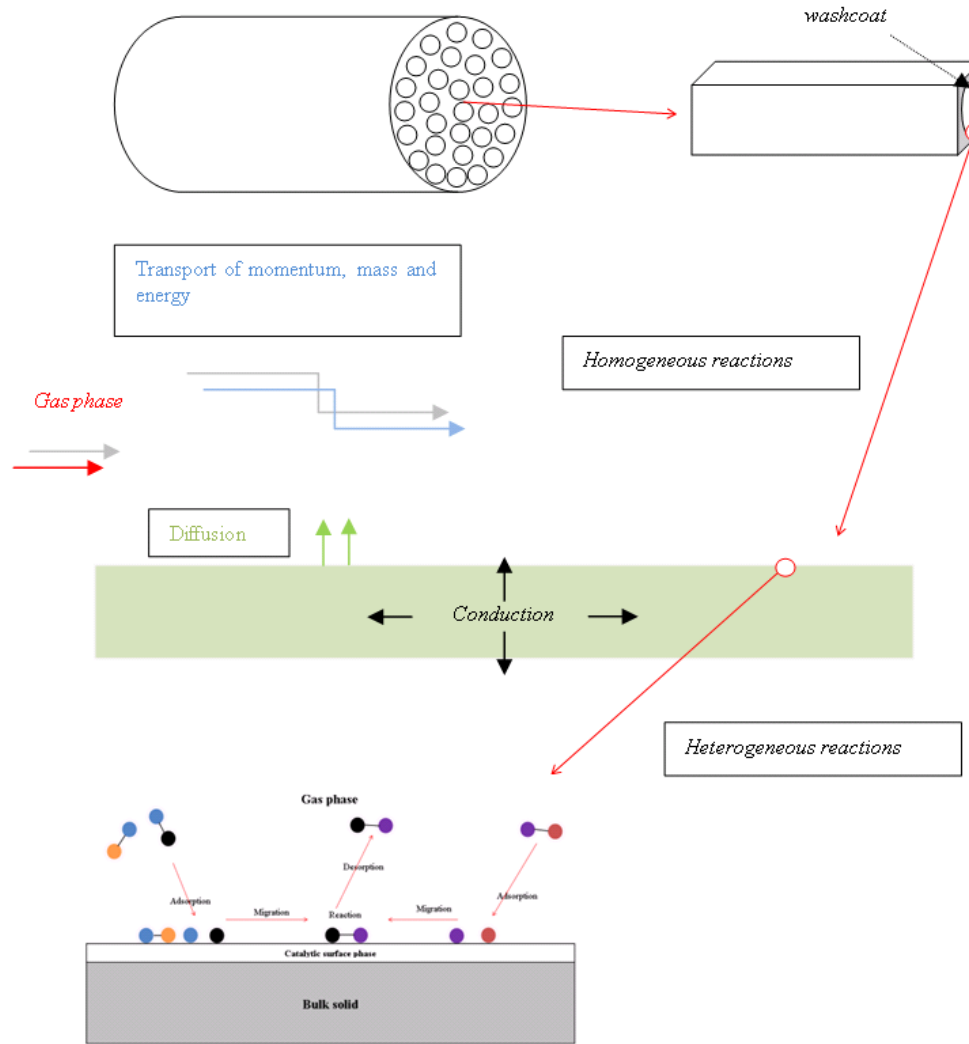 washcoat
Transport of momentum, mass and
energy
Homogeneous reactions
Gas phase
Diffusion
Conduction
Heterogeneous reactions
Gas phase
Desorption
Adsorption
Adsorption
Migration
Reaction
Migration
Catalytic surface phase
Bulk solid